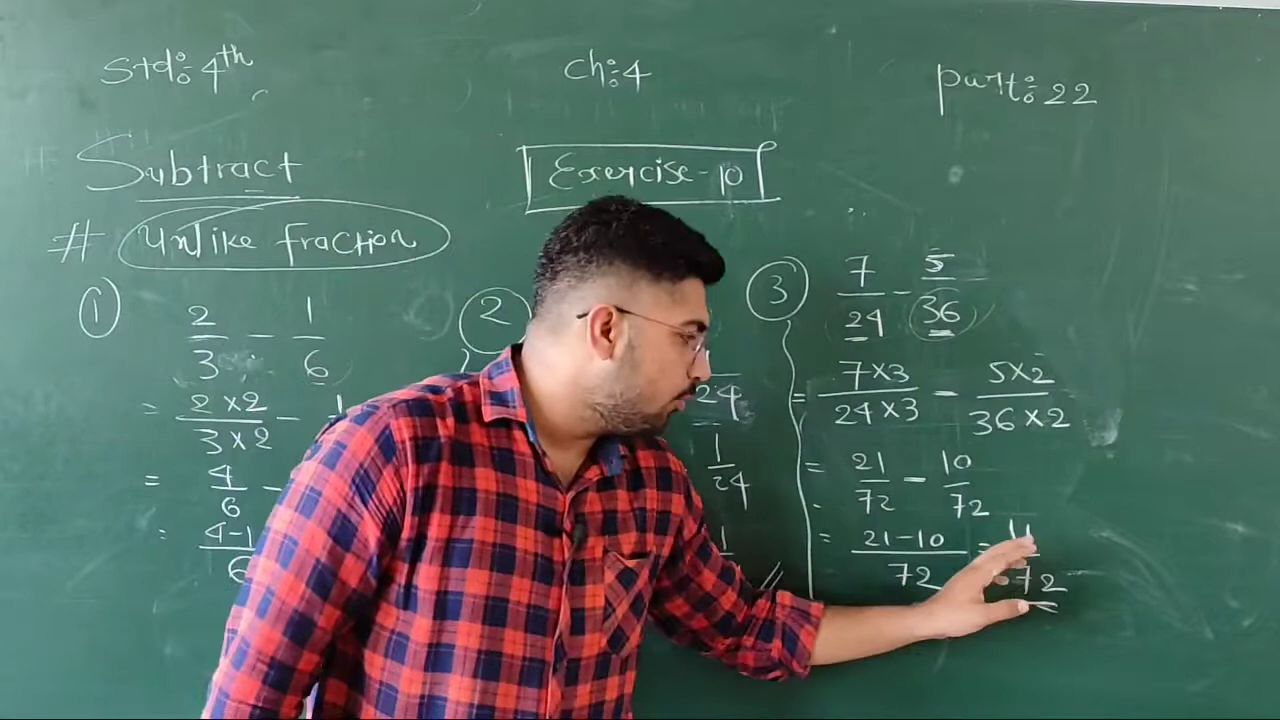 Std:- 4th
ch:- 4
part:- 22
Subtract
Exercise-10
# Unlike fraction
① 2/3 - 1/6
= 2×2/3×2 - 1
= 4/6 -
= 4-1/6
②
24
1/24
1
③ 7/24 - 5/36
= 7×3/24×3 - 5×2/36×2
= 21/72 - 10/72
= 21-10/72 = 11/72